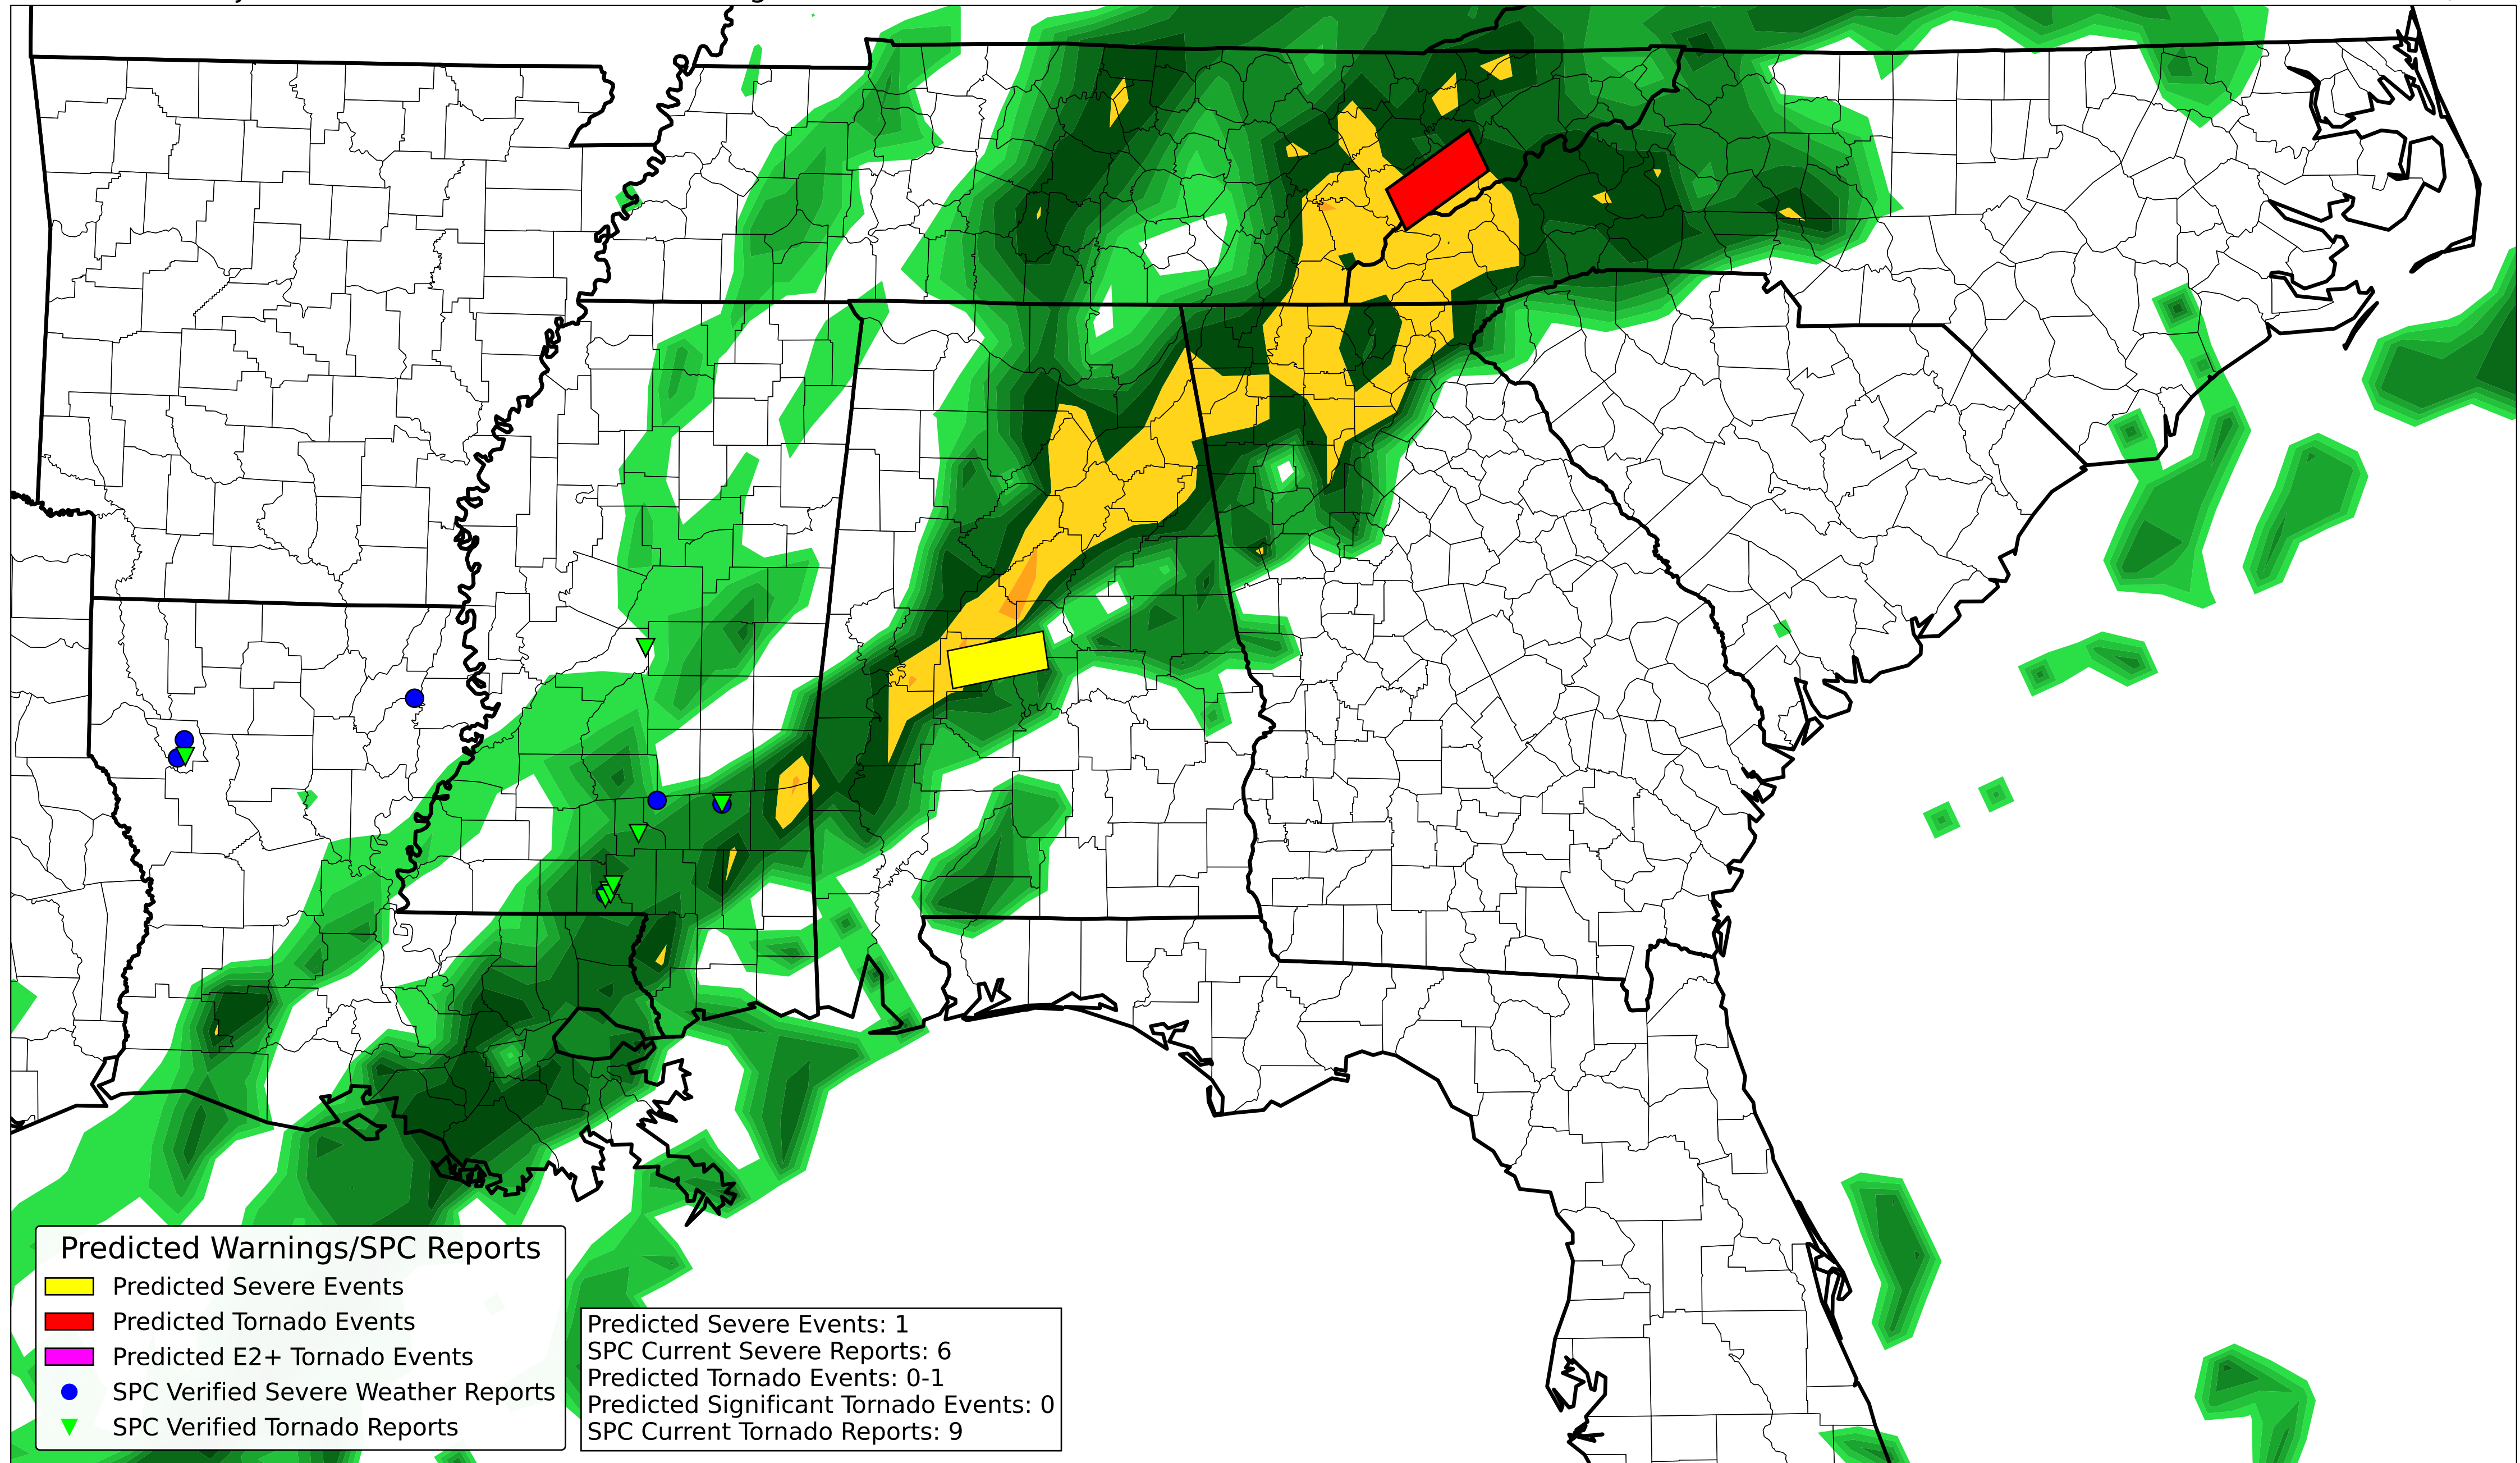 Predicted Warnings/SPC Reports
Predicted Severe Events
Predicted Tornado Events
Predicted E2+ Tornado Events
SPC Verified Severe Weather Reports
SPC Verified Tornado Reports
Predicted Severe Events: 1
SPC Current Severe Reports: 6
Predicted Tornado Events: 0-1
Predicted Significant Tornado Events: 0
SPC Current Tornado Reports: 9